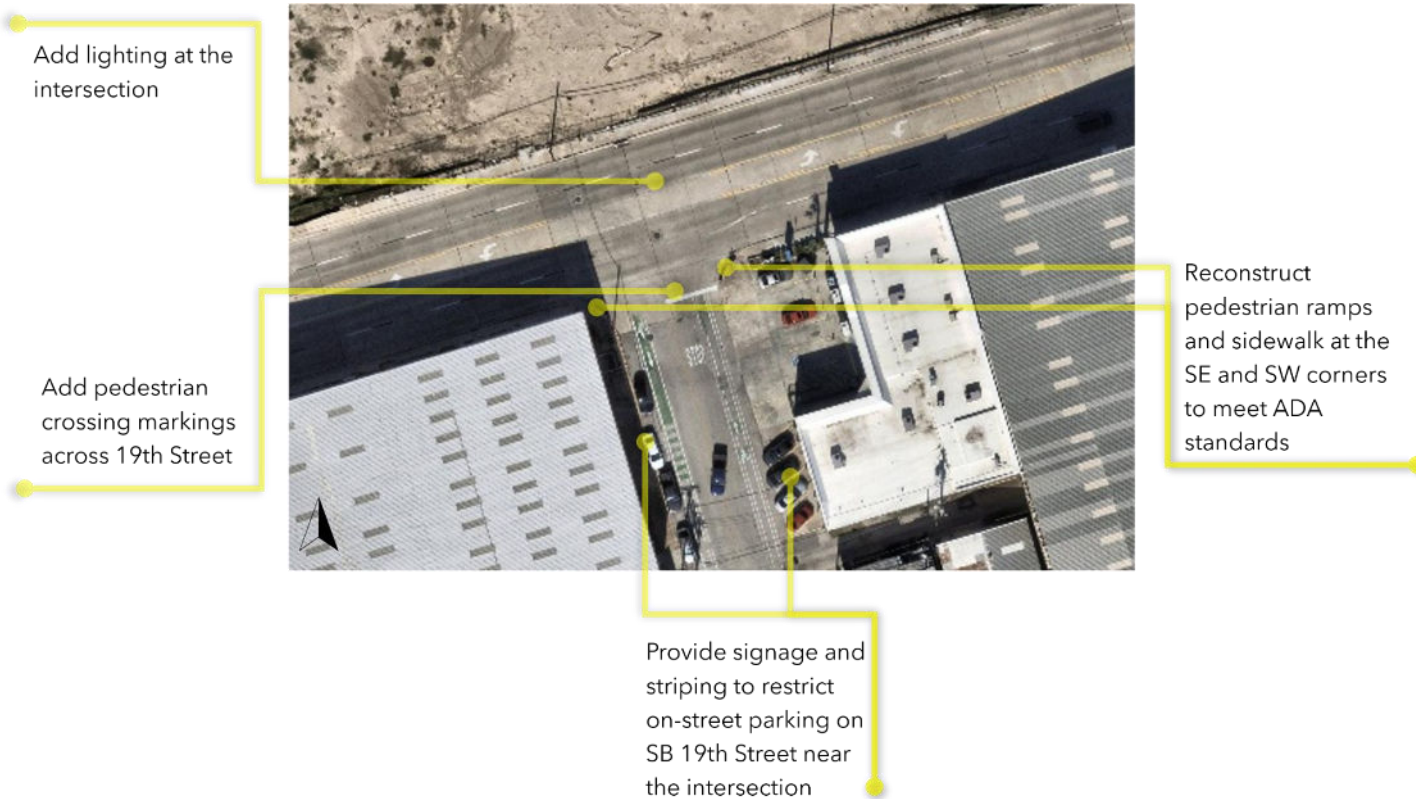 Add lighting at the
intersection
Add pedestrian
crossing markings
across 19th Street
Reconstruct
pedestrian ramps
and sidewalk at the
SE and SW corners
to meet ADA
standards
Provide signage and
striping to restrict
on-street parking on
SB 19th Street near
the intersection